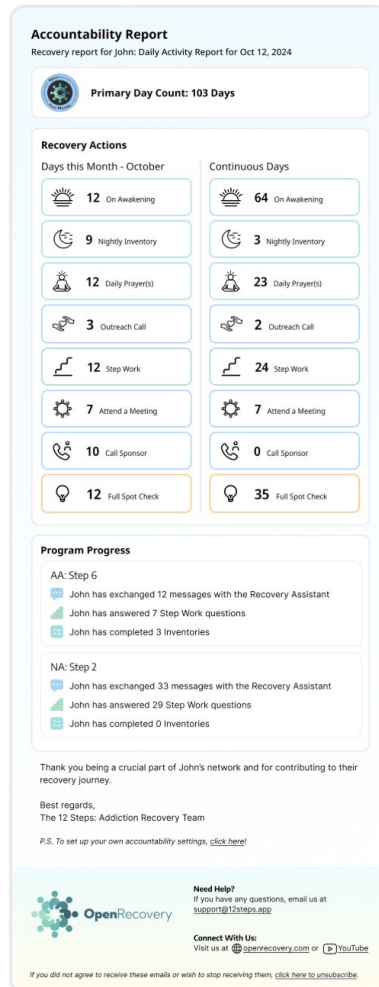 Accountability Report
Recovery report for John: Daily Activity Report for Oct 12, 2024
Primary Day Count: 103 Days
Recovery Actions
Days this Month - October
12 On Awakening
9 Nightly Inventory
12 Daily Prayer(s)
3 Outreach Call
12 Step Work
7 Attend a Meeting
10 Call Sponsor
12 Full Spot Check
Continuous Days
64 On Awakening
3 Nightly Inventory
23 Daily Prayer(s)
2 Outreach Call
24 Step Work
7 Attend a Meeting
0 Call Sponsor
35 Full Spot Check
Program Progress
AA: Step 6
John has exchanged 12 messages with the Recovery Assistant
John has answered 7 Step Work questions
John has completed 3 Inventories
NA: Step 2
John has exchanged 33 messages with the Recovery Assistant
John has answered 29 Step Work questions
John has completed 0 Inventories
Thank you being a crucial part of John's network and for contributing to their
recovery journey.
Best regards,
The 12 Steps: Addiction Recovery Team
P.S. To set up your own accountability settings, click here!
OpenRecovery
Need Help?
If you have any questions, email us at
support@12steps.app
Connect With Us:
Visit us at openrecovery.com or YouTube
If you did not agree to receive these emails or wish to stop receiving them, click here to unsubscribe.